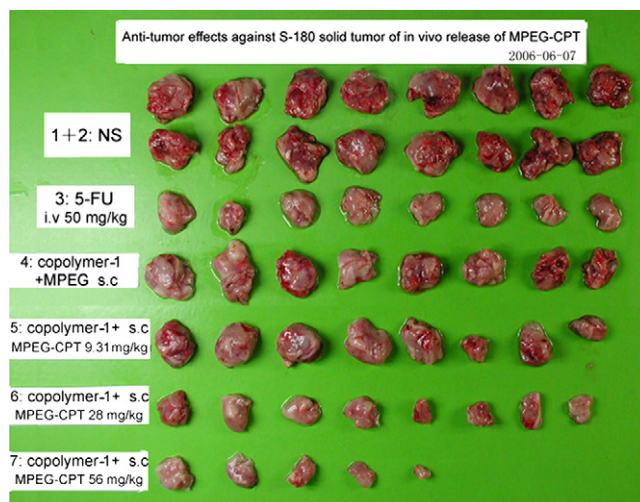 Anti-tumor effects against S-180 solid tumor of in vivo release of MPEG-CPT
2006-06-07
1+2: NS
3: 5-FU
i.v 50 mg/kg
4: copolymer-1
+MPEG s.c
5: copolymer-1+ s.c
MPEG-CPT 9.31mg/kg
6: copolymer-1+ s.c
MPEG-CPT 28 mg/kg
7: copolymer-1+ s.c
MPEG-CPT 56 mg/kg